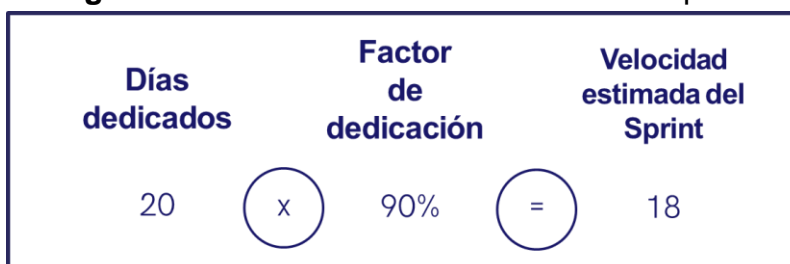 Días
dedicados
Factor
de
dedicación
Velocidad
estimada del
Sprint
20 x 90% = 18